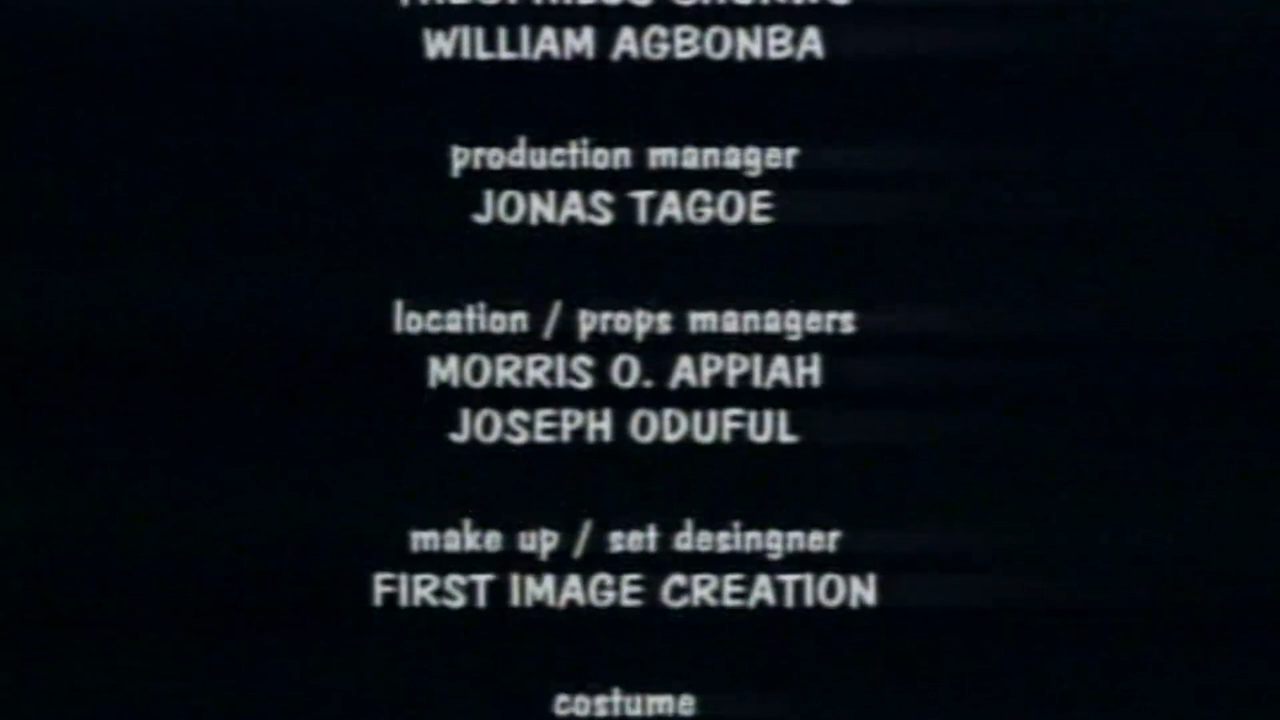 WILLIAM AGBONBA
production manager
JONAS TAGOE
location / props managers
MORRIS O. APPIAH
JOSEPH ODUFUL
make up / set desingner
FIRST IMAGE CREATION
costume